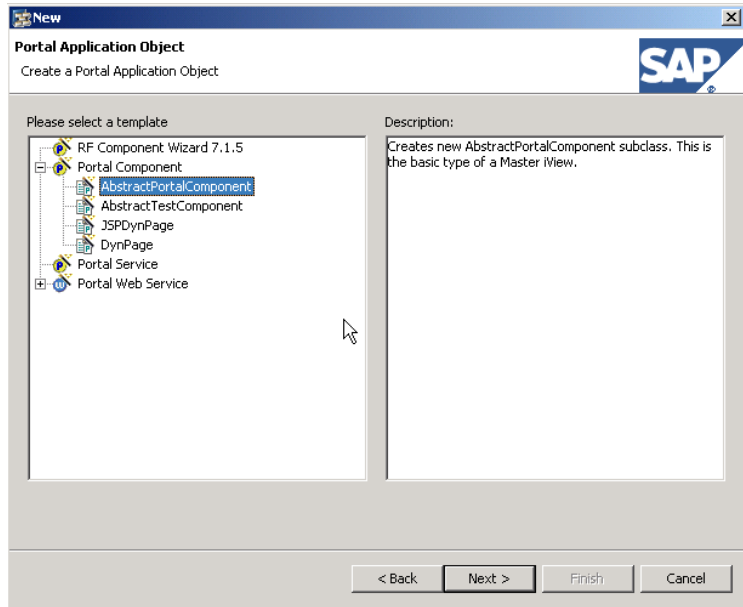 New
Portal Application Object
Create a Portal Application Object
SAP
Please select a template
Description:
RF Component Wizard 7.1.5
Portal Component
AbstractPortalComponent
AbstractTestComponent
JSPDynPage
DynPage
Portal Service
Portal Web Service
Creates new AbstractPortalComponent subclass. This is
the basic type of a Master iView.
< Back
Next >
Finish
Cancel